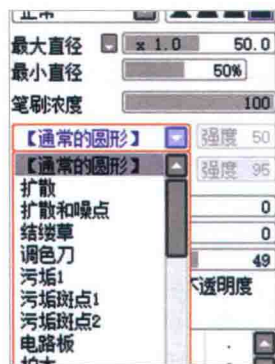 正常
最大直径 x 1.0 50.0
最小直径 50%
笔刷浓度 100
【通常的圆形】 强度 50
【通常的圆形】 强度 95
扩散
扩散和噪点 0
结缕草 0
调色刀 49
污垢1 不透明度
污垢斑点1
污垢斑点2
电路板